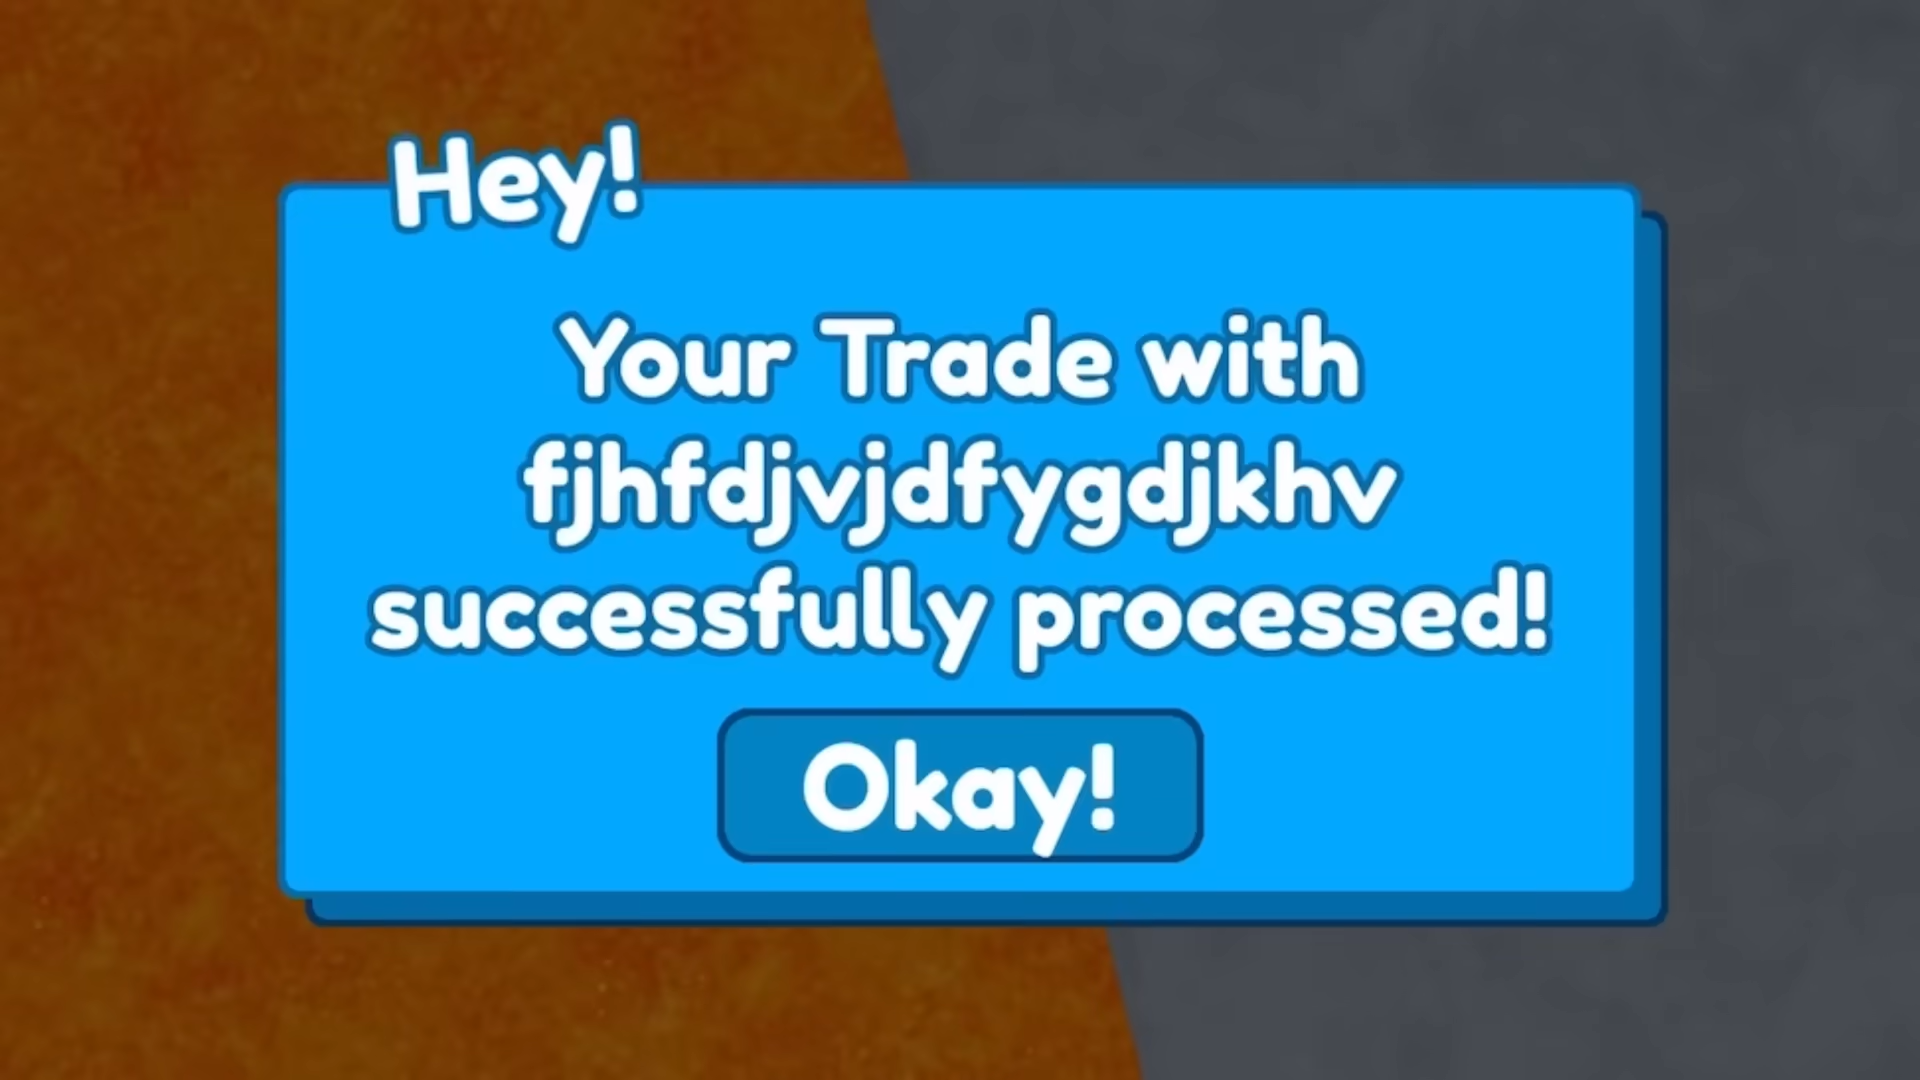 Hey!
Your Trade with
fjhfdjvjdfygdjkhv
successfully processed!
Okay!